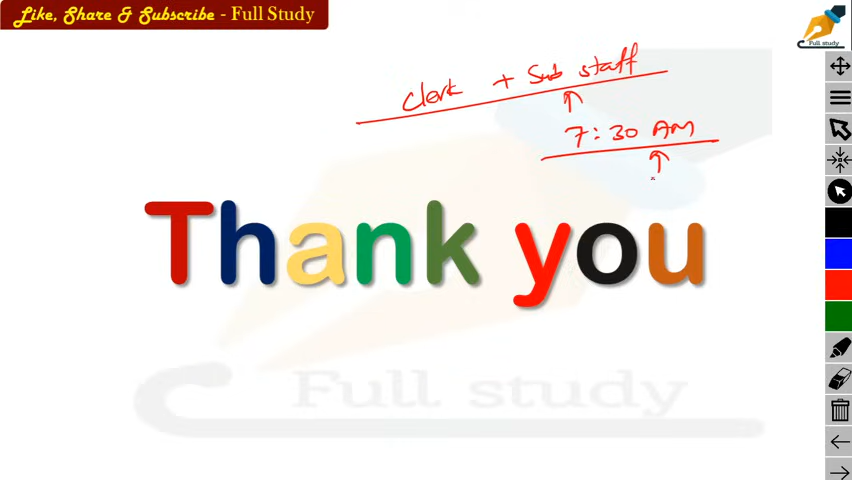 Like, Share & Subscribe - Full Study
Full study
Clerk + Sub staff
7:30 AM
Thank you
Full study